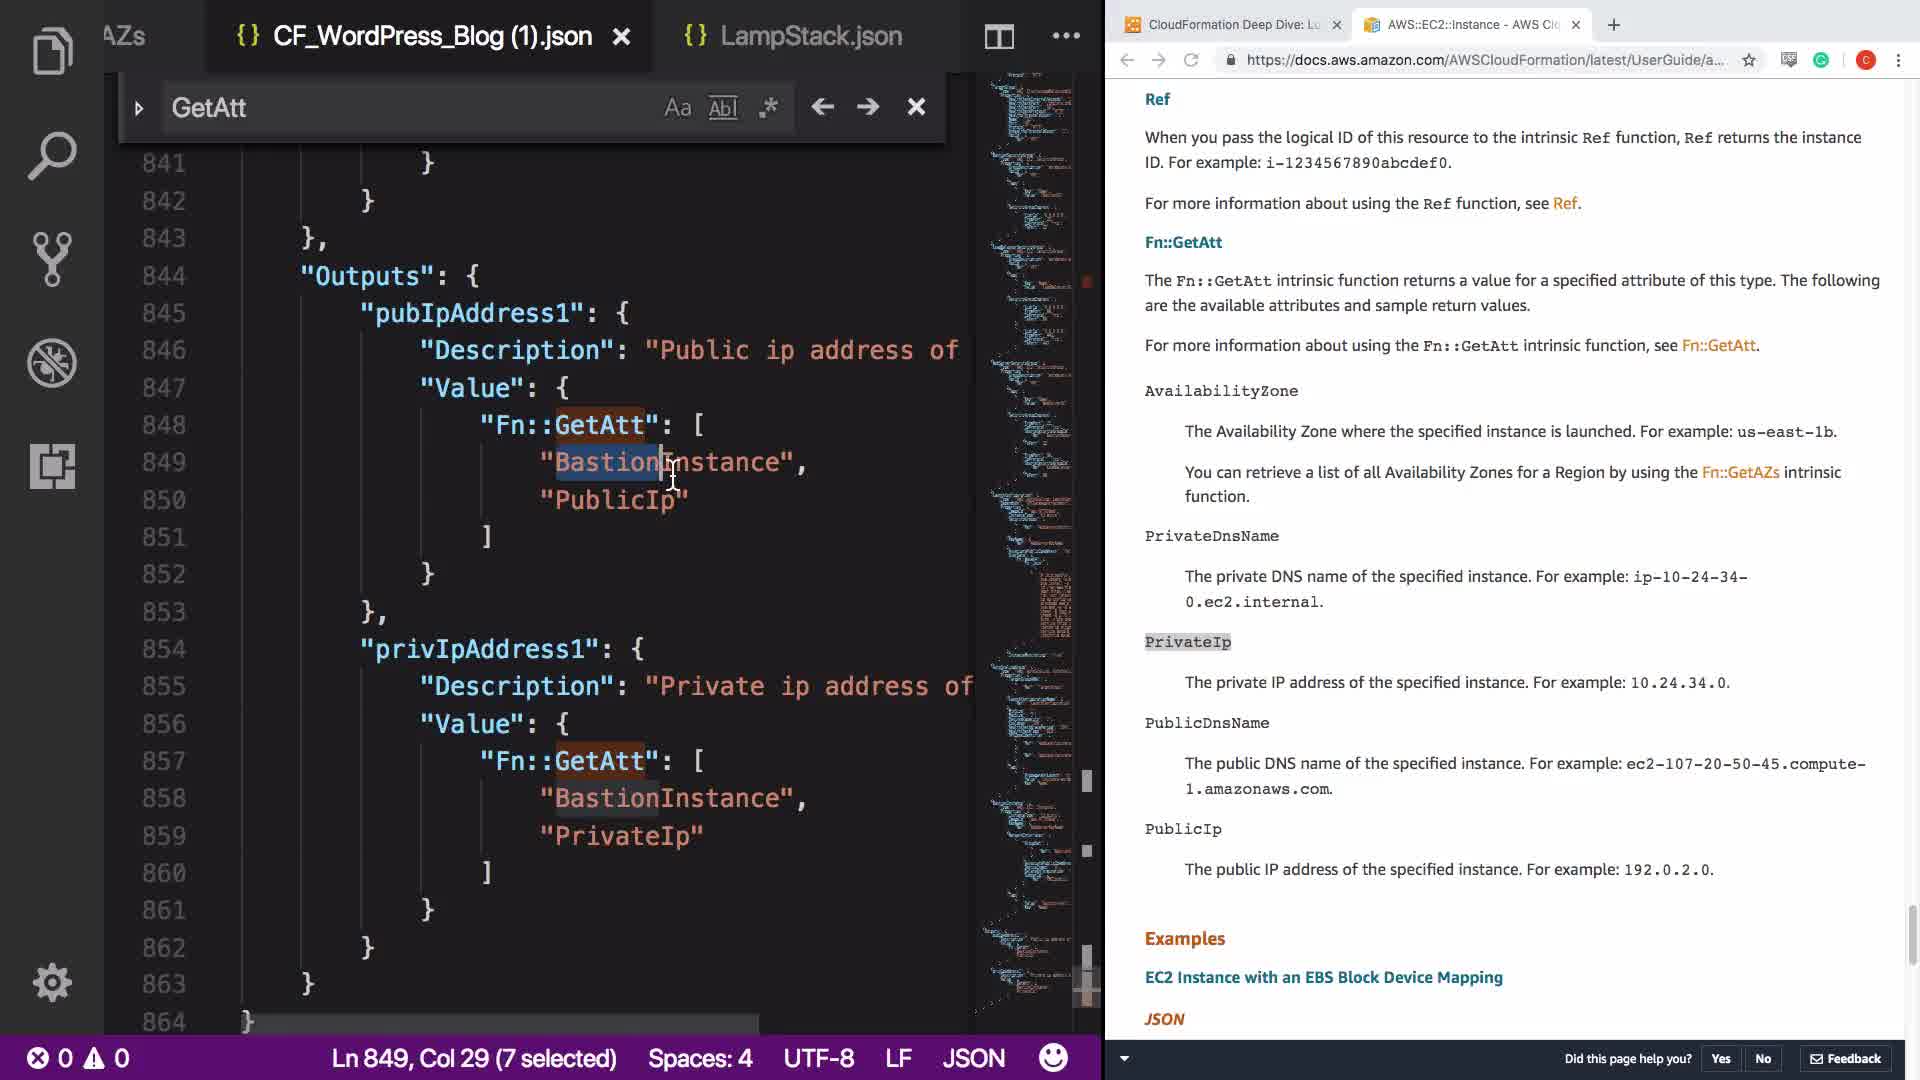 AZs
{} CF_WordPress_Blog (1).json ×
{} LampStack.json
GetAtt
Aa Abl .*
841 }
842 }
843 },
844 "Outputs": {
845 "pubIpAddress1": {
846 "Description": "Public ip address of
847 "Value": {
848 "Fn::GetAtt": [
849 "BastionInstance",
850 "PublicIp"
851 ]
852 }
853 },
854 "privIpAddress1": {
855 "Description": "Private ip address of
856 "Value": {
857 "Fn::GetAtt": [
858 "BastionInstance",
859 "PrivateIp"
860 ]
861 }
862 }
863 }
864 }
0 0 Ln 849, Col 29 (7 selected) Spaces: 4 UTF-8 LF JSON
CloudFormation Deep Dive: Lu
AWS::EC2::Instance - AWS Clo
https://docs.aws.amazon.com/AWSCloudFormation/latest/UserGuide/a...
C
Ref
When you pass the logical ID of this resource to the intrinsic Ref function, Ref returns the instance
ID. For example: i-1234567890abcdef0.
For more information about using the Ref function, see Ref.
Fn::GetAtt
The Fn::GetAtt intrinsic function returns a value for a specified attribute of this type. The following
are the available attributes and sample return values.
For more information about using the Fn::GetAtt intrinsic function, see Fn::GetAtt.
AvailabilityZone
The Availability Zone where the specified instance is launched. For example: us-east-1b.
You can retrieve a list of all Availability Zones for a Region by using the Fn::GetAZs intrinsic
function.
PrivateDnsName
The private DNS name of the specified instance. For example: ip-10-24-34-
0.ec2.internal.
PrivateIp
The private IP address of the specified instance. For example: 10.24.34.0.
PublicDnsName
The public DNS name of the specified instance. For example: ec2-107-20-50-45.compute-
1.amazonaws.com.
PublicIp
The public IP address of the specified instance. For example: 192.0.2.0.
Examples
EC2 Instance with an EBS Block Device Mapping
JSON
Did this page help you? Yes No Feedback